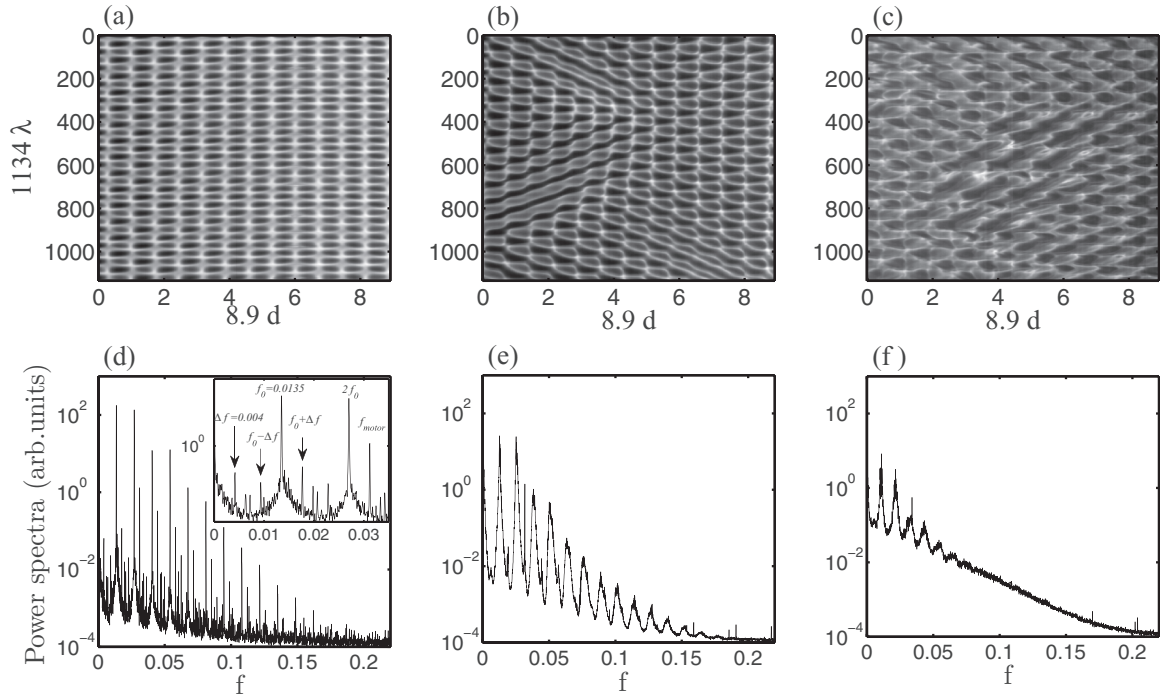 (a)
(b)
(c)
0
200
400
600
800
1000
1134 λ
0 2 4 6 8
8.9 d
0
200
400
600
800
1000
0 2 4 6 8
8.9 d
0
200
400
600
800
1000
0 2 4 6 8
8.9 d
(d)
(e)
(f )
Power spectra (arb.units)
10^2
10^0
10^-2
10^-4
0 0.05 0.1 0.15 0.2
f
f_0=0.0135
2f_0
Δf=0.004
f_0+Δf
f_0−Δf
f_motor
10^0
0 0.01 0.02 0.03
10^2
10^0
10^-2
10^-4
0 0.05 0.1 0.15 0.2
f
10^2
10^0
10^-2
10^-4
0 0.05 0.1 0.15 0.2
f